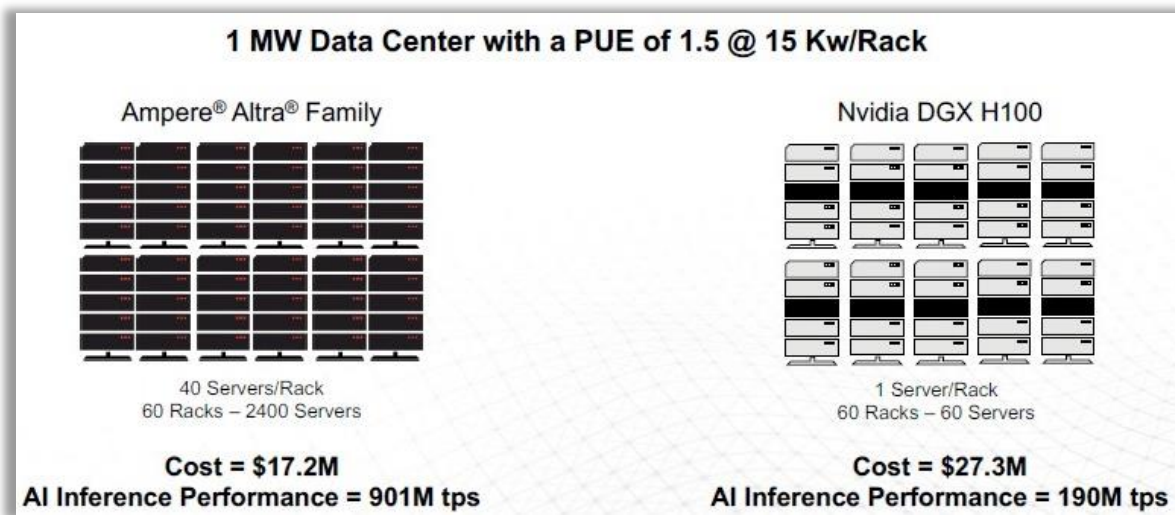 1 MW Data Center with a PUE of 1.5 @ 15 Kw/Rack
Ampere® Altra® Family
40 Servers/Rack
60 Racks – 2400 Servers
Cost = $17.2M
AI Inference Performance = 901M tps
Nvidia DGX H100
1 Server/Rack
60 Racks – 60 Servers
Cost = $27.3M
AI Inference Performance = 190M tps